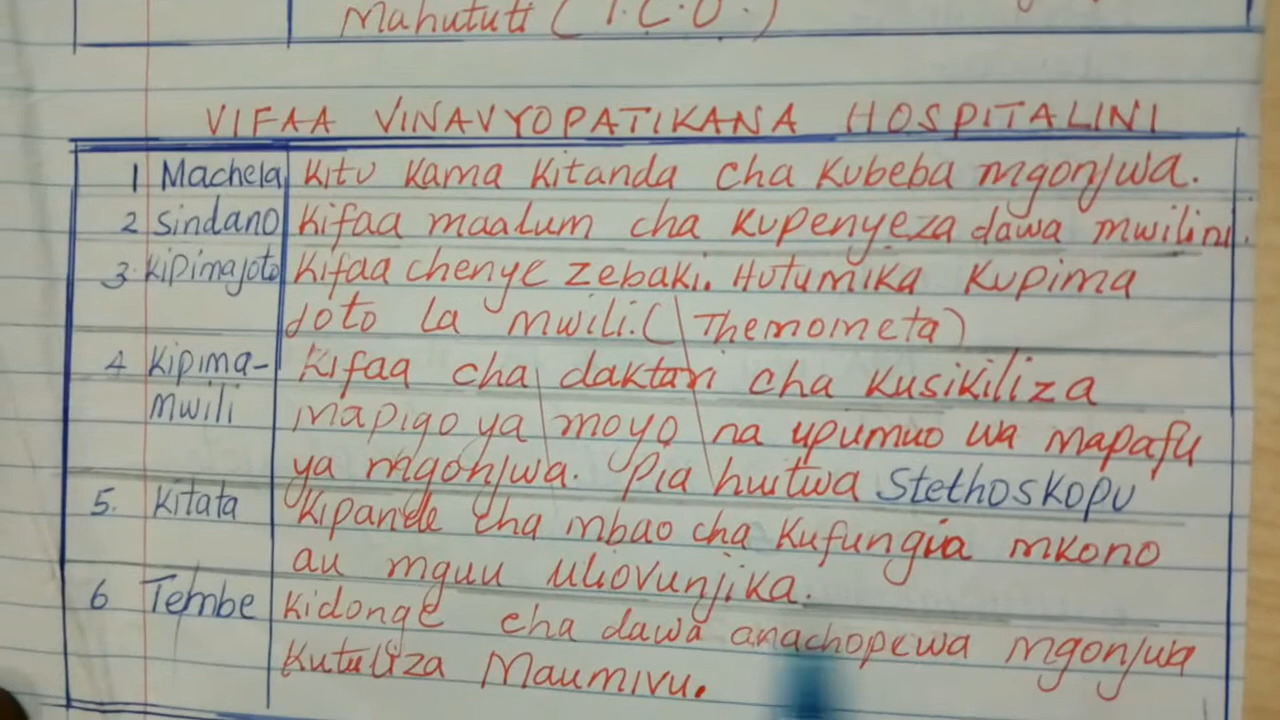 Mahututi (I.C.U.)
VIFAA VINAVYOPATIKANA HOSPITALINI
1 Machela Kitu kama kitanda cha kubeba mgonjwa.
2 Sindano Kifaa maalum cha kupenyeza dawa mwilini.
3. Kipimajoto Kifaa chenye zebaki. Hutumika kupima
joto la mwili. (Themometa)
4 Kipima- Kifaa cha daktari cha kusikiliza
mwili mapigo ya moyo na upumuo wa mapafu
ya mgonjwa. Pia huitwa Stethoskopu
5. Kitata Kipande cha mbao cha kufungia mkono
au mguu uliovunjika.
6 Tembe Kidonge cha dawa anachopewa mgonjwa
Kutuliza Maumivu.